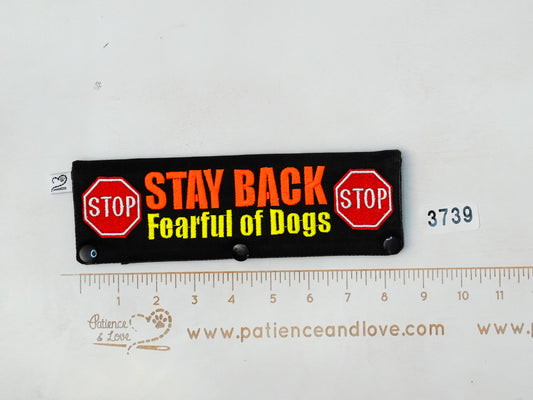 STAY BACK
STOP Fearful of Dogs STOP
3739
1 2 3 4 5 6 7 8 9 10 11
Patience & Love
www.patienceandlove.com www.p